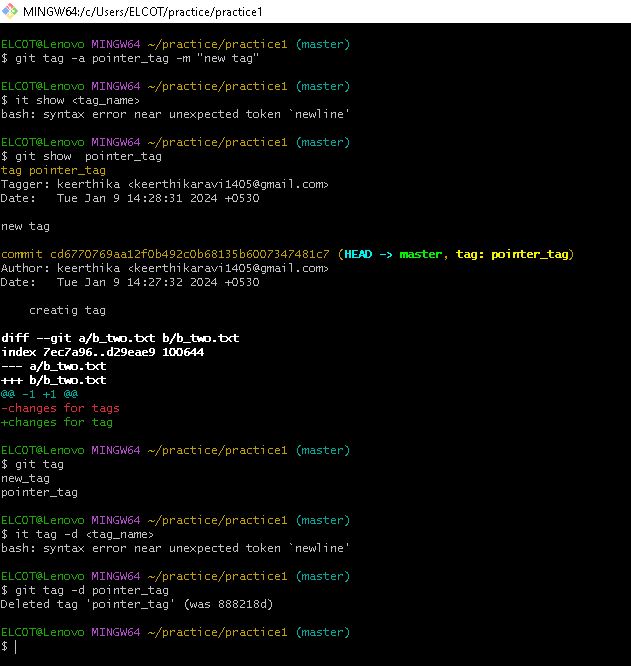 MINGW64:/c/Users/ELCOT/practice/practice1
ELCOT@Lenovo MINGW64 ~/practice/practice1 (master)
$ git tag -a pointer_tag -m "new tag"
ELCOT@Lenovo MINGW64 ~/practice/practice1 (master)
$ it show <tag_name>
bash: syntax error near unexpected token `newline'
ELCOT@Lenovo MINGW64 ~/practice/practice1 (master)
$ git show  pointer_tag
tag pointer_tag
Tagger: keerthika <keerthikaravi1405@gmail.com>
Date:   Tue Jan 9 14:28:31 2024 +0530
new tag
commit cd6770769aa12f0b492c0b68135b6007347481c7 (HEAD -> master, tag: pointer_tag)
Author: keerthika <keerthikaravi1405@gmail.com>
Date:   Tue Jan 9 14:27:32 2024 +0530
    creatig tag
diff --git a/b_two.txt b/b_two.txt
index 7ec7a96..d29eae9 100644
--- a/b_two.txt
+++ b/b_two.txt
@@ -1 +1 @@
-changes for tags
+changes for tag
ELCOT@Lenovo MINGW64 ~/practice/practice1 (master)
$ git tag
new_tag
pointer_tag
ELCOT@Lenovo MINGW64 ~/practice/practice1 (master)
$ it tag -d <tag_name>
bash: syntax error near unexpected token `newline'
ELCOT@Lenovo MINGW64 ~/practice/practice1 (master)
$ git tag -d pointer_tag
Deleted tag 'pointer_tag' (was 888218d)
ELCOT@Lenovo MINGW64 ~/practice/practice1 (master)
$